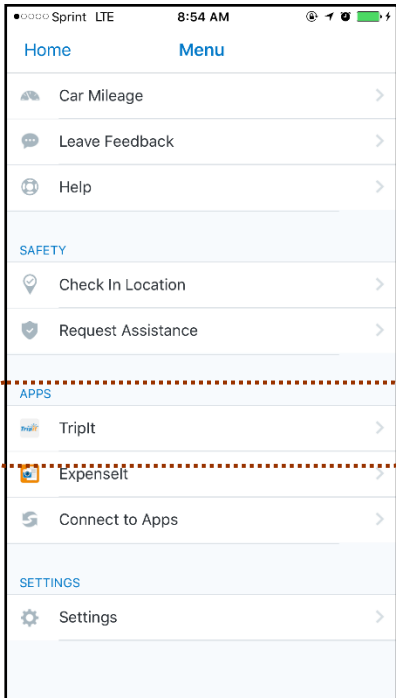 Sprint LTE 8:54 AM
Home Menu
Car Mileage
Leave Feedback
Help
SAFETY
Check In Location
Request Assistance
APPS
TripIt
TripIt
ExpenseIt
Connect to Apps
SETTINGS
Settings